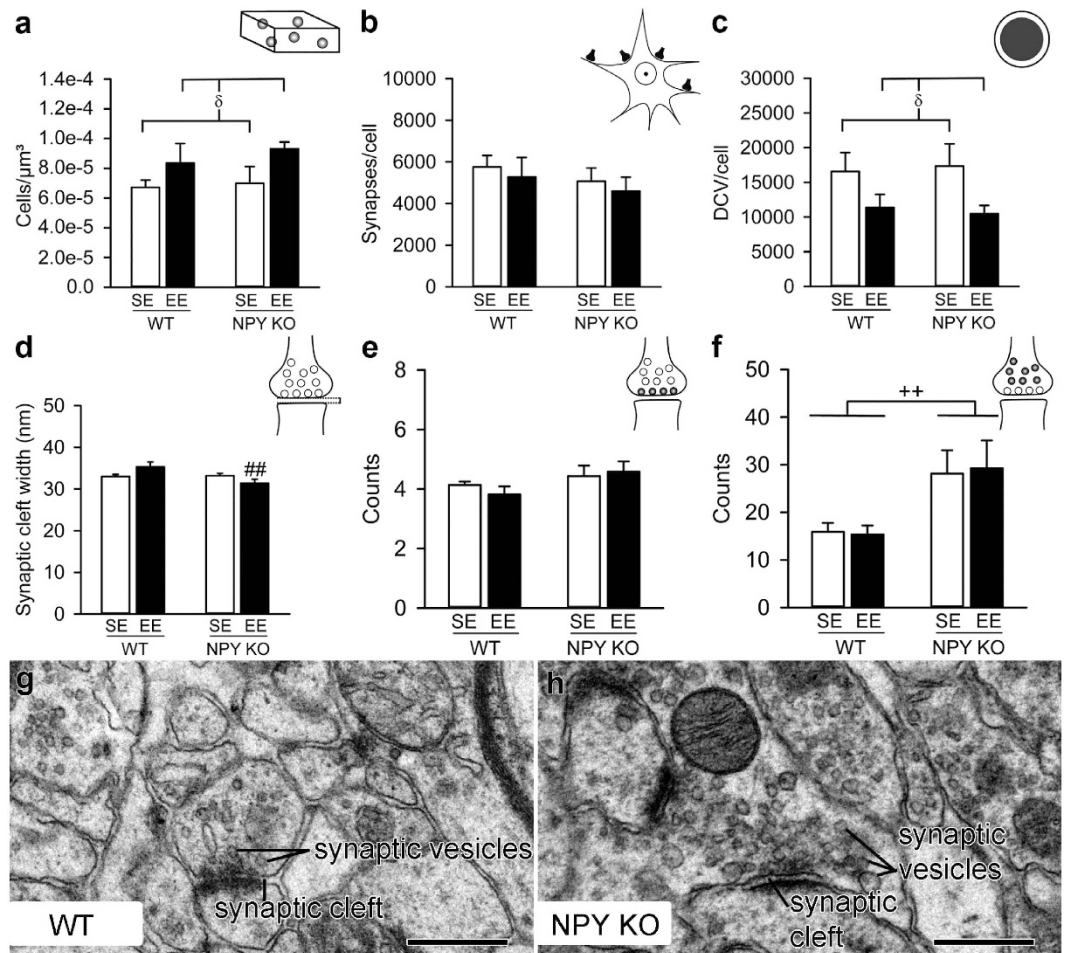 a
1.4e-4
1.2e-4
1.0e-4
8.0e-5
6.0e-5
4.0e-5
2.0e-5
0.0
Cells/µm³
δ
SE EE SE EE
WT NPY KO
b
10000
8000
6000
4000
2000
0
Synapses/cell
SE EE SE EE
WT NPY KO
c
30000
25000
20000
15000
10000
5000
0
DCV/cell
δ
SE EE SE EE
WT NPY KO
d
50
40
30
20
10
0
Synaptic cleft width (nm)
##
SE EE SE EE
WT NPY KO
e
8
6
4
2
0
Counts
SE EE SE EE
WT NPY KO
f
50
40
30
20
10
0
Counts
++
SE EE SE EE
WT NPY KO
g
synaptic vesicles
synaptic cleft
WT
h
synaptic
vesicles
synaptic
cleft
NPY KO